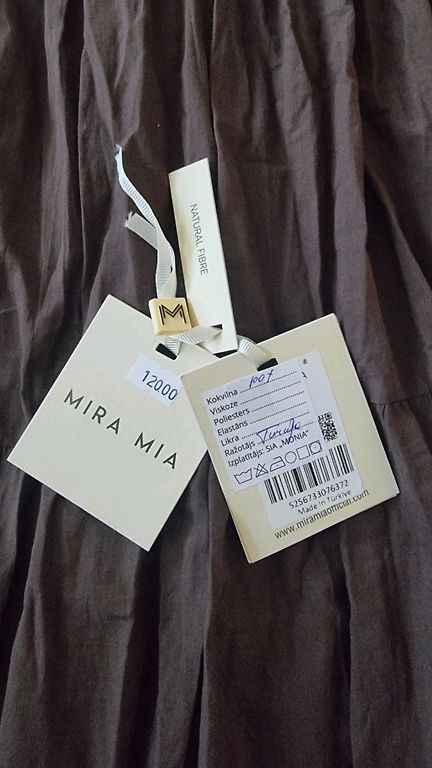 NATURAL FIBRE
M
12000
MIRA MIA
Kokvilna ........ 100%
Viskoze ........
Poliesters ........
Elastāns ........
Likra ........
Ražotājs: Turcija
Izplatītājs: SIA „MONIA"
5256733076372
Made in Türkiye
www.miramiaofficial.com